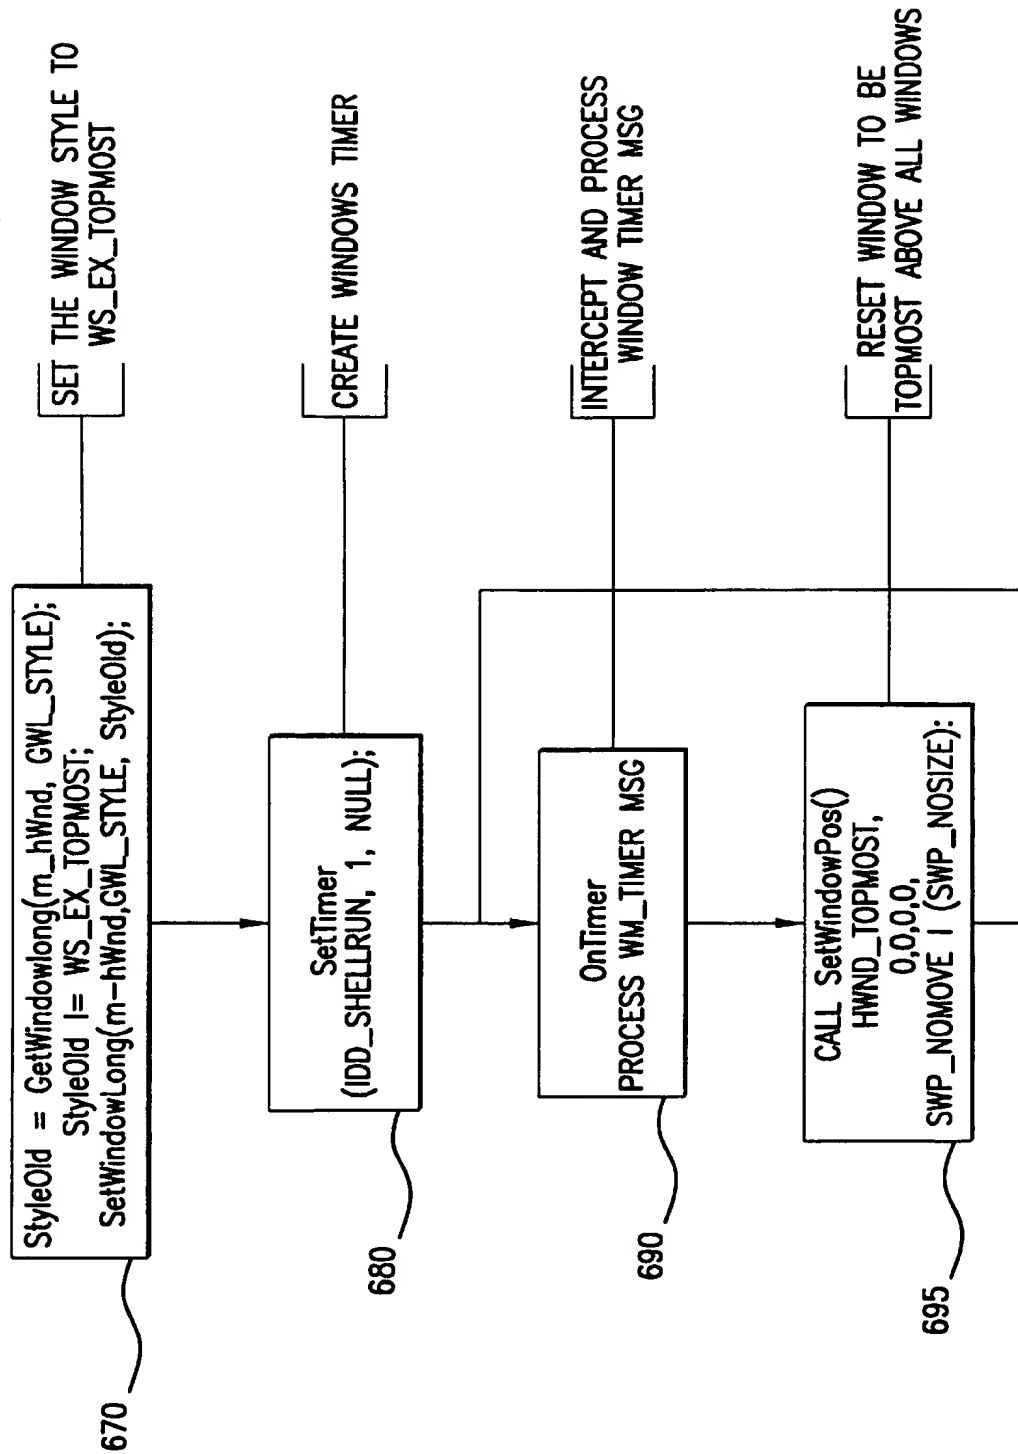 StyleOld = GetWindowlong(m_hWnd, GWL_STYLE);
StyleOld |= WS_EX_TOPMOST;
SetWindowLong(m-hWnd,GWL_STYLE, StyleOld);
SET THE WINDOW STYLE TO
WS_EX_TOPMOST
670
SetTimer
(IDD_SHELLRUN, 1, NULL);
CREATE WINDOWS TIMER
680
OnTimer
PROCESS WM_TIMER MSG
INTERCEPT AND PROCESS
WINDOW TIMER MSG
690
CALL SetWindowPos()
HWND_TOPMOST,
0,0,0,0,
SWP_NOMOVE | (SWP_NOSIZE):
RESET WINDOW TO BE
TOPMOST ABOVE ALL WINDOWS
695